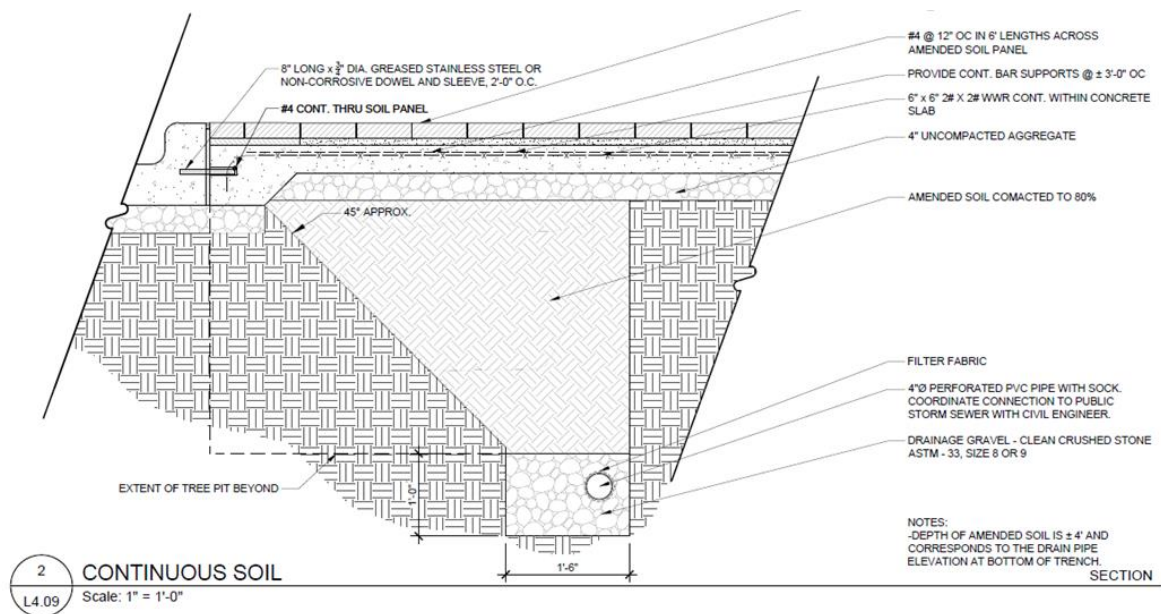 8" LONG x ¾" DIA. GREASED STAINLESS STEEL OR
NON-CORROSIVE DOWEL AND SLEEVE, 2'-0" O.C.
#4 CONT. THRU SOIL PANEL
#4 @ 12" OC IN 6' LENGTHS ACROSS
AMENDED SOIL PANEL
PROVIDE CONT. BAR SUPPORTS @ ± 3'-0" OC
6" x 6" 2# X 2# WWR CONT. WITHIN CONCRETE
SLAB
4" UNCOMPACTED AGGREGATE
AMENDED SOIL COMACTED TO 80%
45° APPROX.
FILTER FABRIC
4"Ø PERFORATED PVC PIPE WITH SOCK.
COORDINATE CONNECTION TO PUBLIC
STORM SEWER WITH CIVIL ENGINEER.
DRAINAGE GRAVEL - CLEAN CRUSHED STONE
ASTM - 33, SIZE 8 OR 9
EXTENT OF TREE PIT BEYOND
1'-0"
1'-6"
NOTES:
-DEPTH OF AMENDED SOIL IS ± 4' AND
CORRESPONDS TO THE DRAIN PIPE
ELEVATION AT BOTTOM OF TRENCH.
2
L4.09
CONTINUOUS SOIL
Scale: 1" = 1'-0"
SECTION